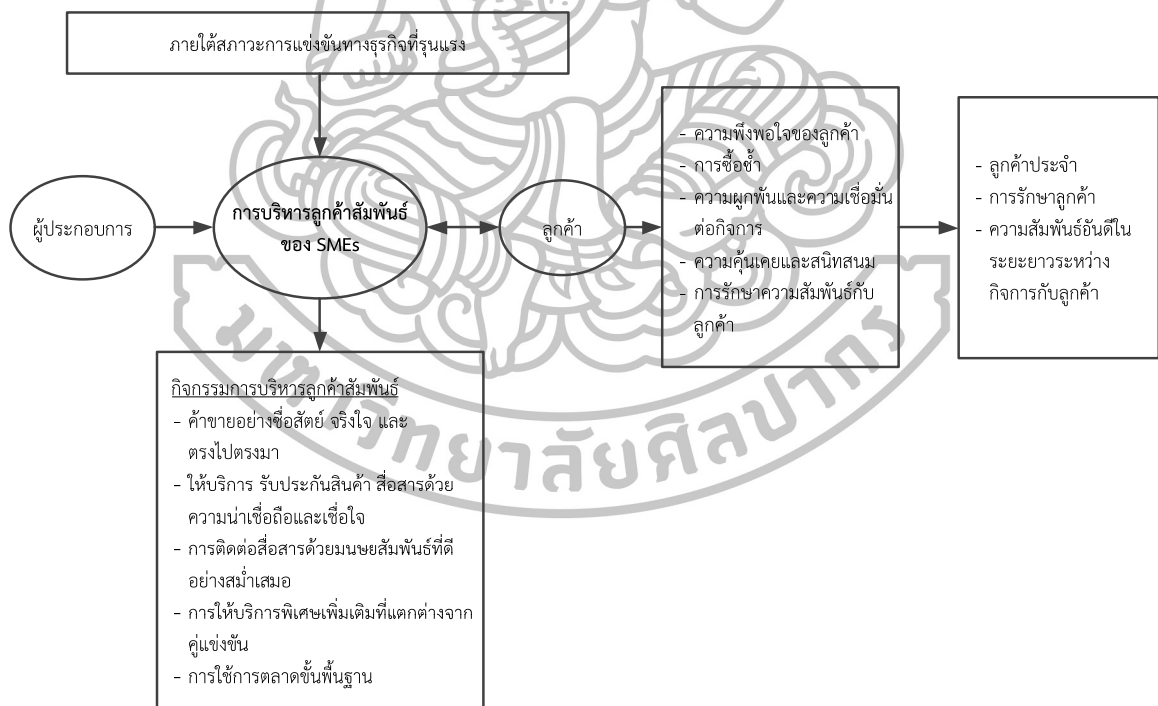 ภายใต้สภาวะการแข่งขันทางธุรกิจที่รุนแรง
ผู้ประกอบการ
การบริหารลูกค้าสัมพันธ์
ของ SMEs
ลูกค้า
- ความพึงพอใจของลูกค้า
- การซื้อซ้ำ
- ความผูกพันและความเชื่อมั่น
ต่อกิจการ
- ความคุ้นเคยและสนิทสนม
- การรักษาความสัมพันธ์กับ
ลูกค้า
- ลูกค้าประจำ
- การรักษาลูกค้า
- ความสัมพันธ์อันดีใน
ระยะยาวระหว่าง
กิจการกับลูกค้า
กิจกรรมการบริหารลูกค้าสัมพันธ์
- ค้าขายอย่างซื่อสัตย์ จริงใจ และ
ตรงไปตรงมา
- ให้บริการ รับประกันสินค้า สื่อสารด้วย
ความน่าเชื่อถือและเชื่อใจ
- การติดต่อสื่อสารด้วยมนษยสัมพันธ์ที่ดี
อย่างสม่ำเสมอ
- การให้บริการพิเศษเพิ่มเติมที่แตกต่างจาก
คู่แข่งขัน
- การใช้การตลาดขั้นพื้นฐาน
มหาวิทยาลัยศิลปากร